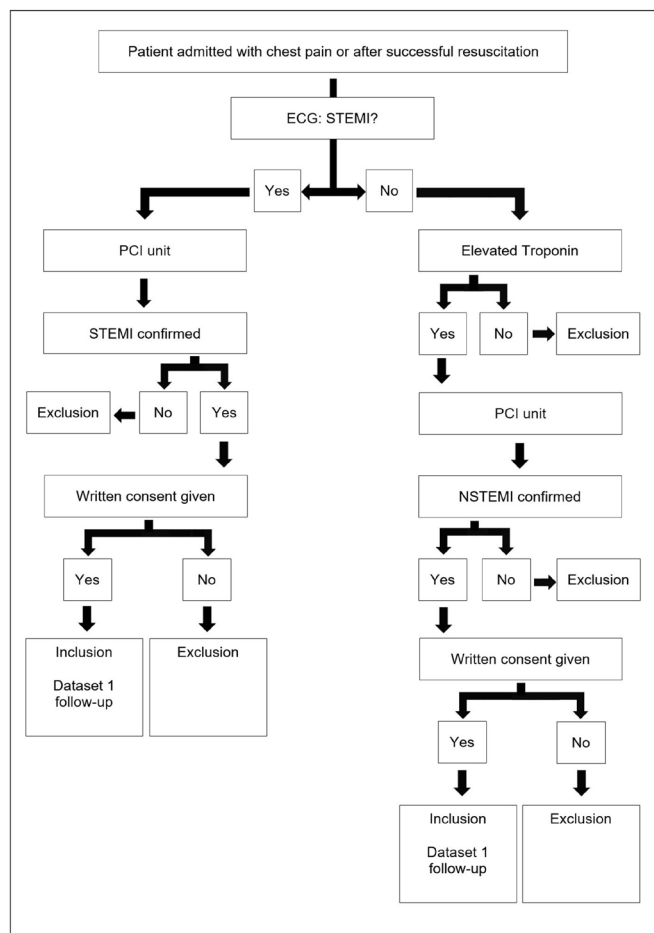 Patient admitted with chest pain or after successful resuscitation
ECG: STEMI?
Yes
No
PCI unit
Elevated Troponin
STEMI confirmed
Yes
No
Exclusion
Exclusion
No
Yes
PCI unit
Written consent given
NSTEMI confirmed
Yes
No
Yes
No
Exclusion
Inclusion
Dataset 1
follow-up
Exclusion
Written consent given
Yes
No
Inclusion
Dataset 1
follow-up
Exclusion